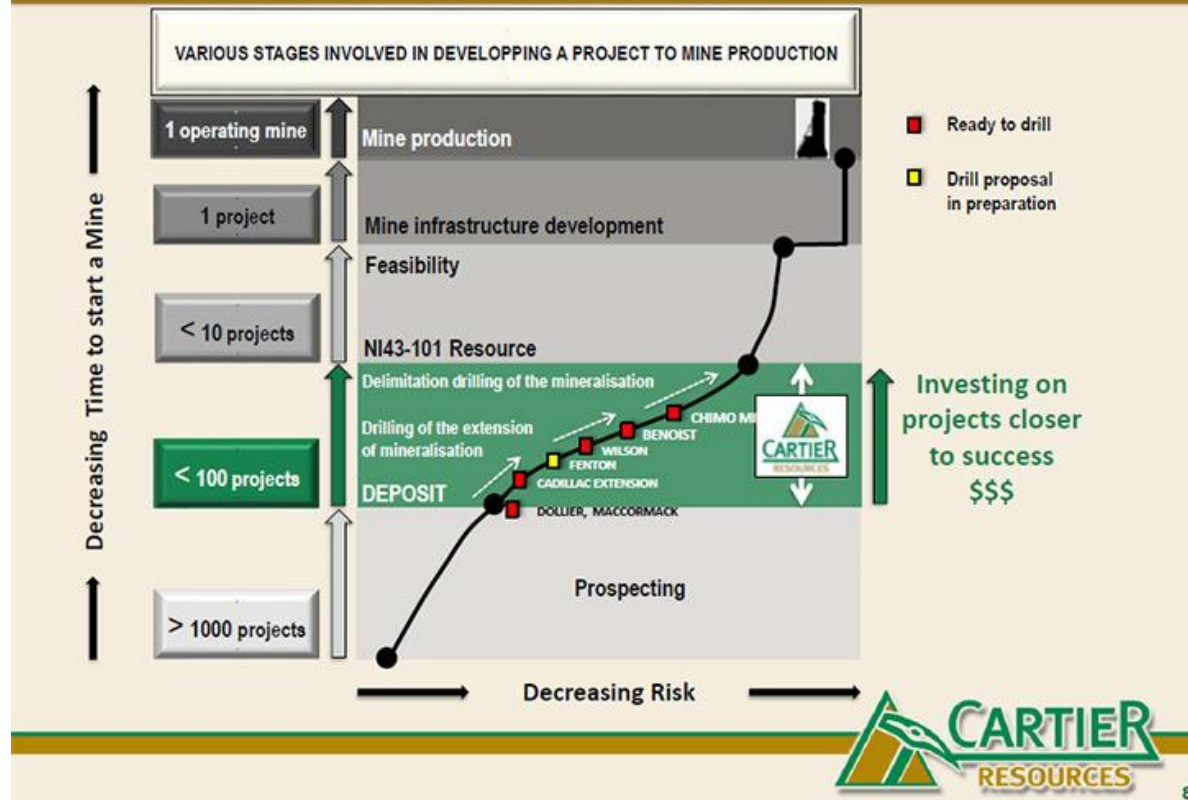 VARIOUS STAGES INVOLVED IN DEVELOPPING A PROJECT TO MINE PRODUCTION
Decreasing Time to start a Mine
1 operating mine
Mine production
1 project
Mine infrastructure development
Feasibility
< 10 projects
NI43-101 Resource
Delimitation drilling of the mineralisation
Drilling of the extension
of mineralisation
< 100 projects
DEPOSIT
CHIMO MI
BENOIST
WILSON
FENTON
CADILLAC EXTENSION
DOLLIER, MACCORMACK
CARTIER
RESOURCES
Prospecting
> 1000 projects
Decreasing Risk
Ready to drill
Drill proposal
in preparation
Investing on
projects closer
to success
$$$
CARTIER
RESOURCES
8